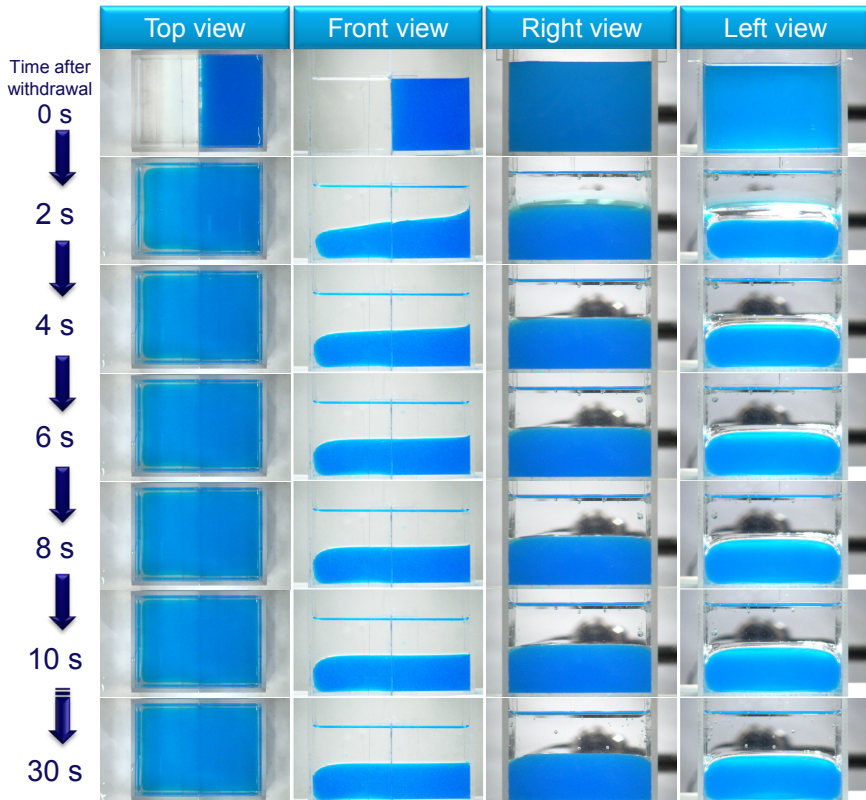 Top view
Front view
Right view
Left view
Time after
withdrawal
0 s
2 s
4 s
6 s
8 s
10 s
30 s